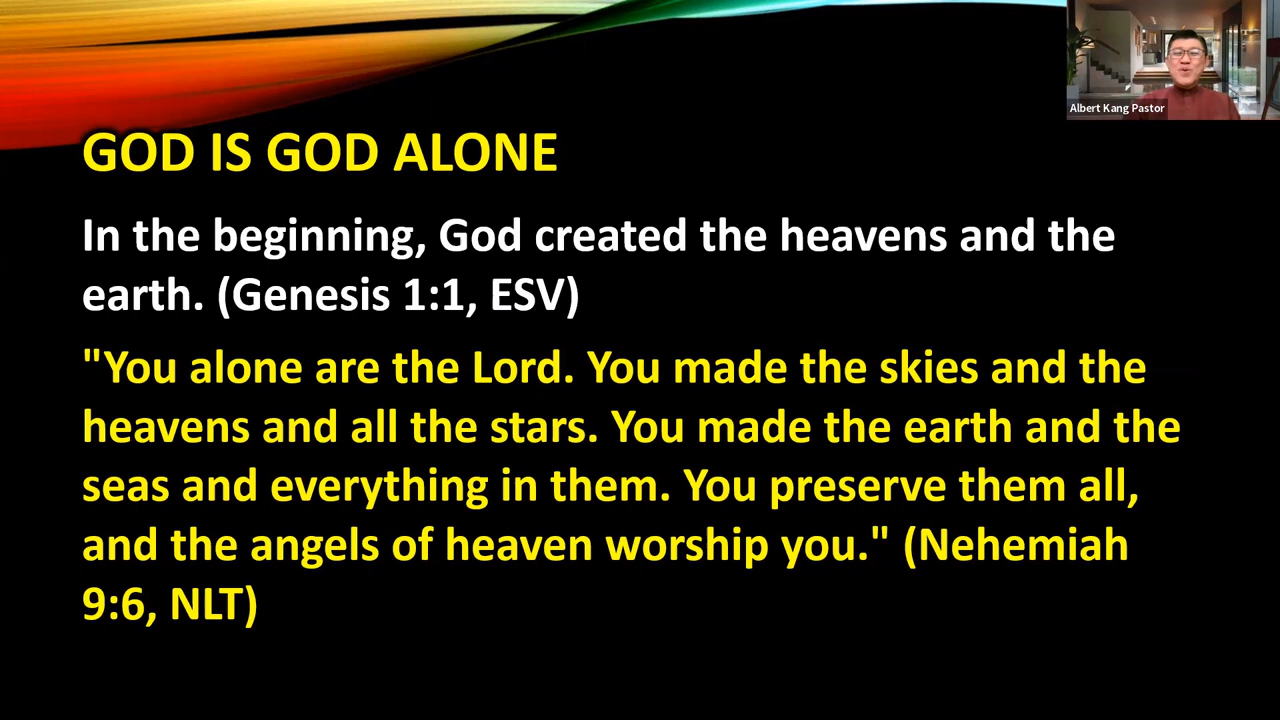 Albert Kang Pastor
GOD IS GOD ALONE
In the beginning, God created the heavens and the
earth. (Genesis 1:1, ESV)
"You alone are the Lord. You made the skies and the
heavens and all the stars. You made the earth and the
seas and everything in them. You preserve them all,
and the angels of heaven worship you." (Nehemiah
9:6, NLT)